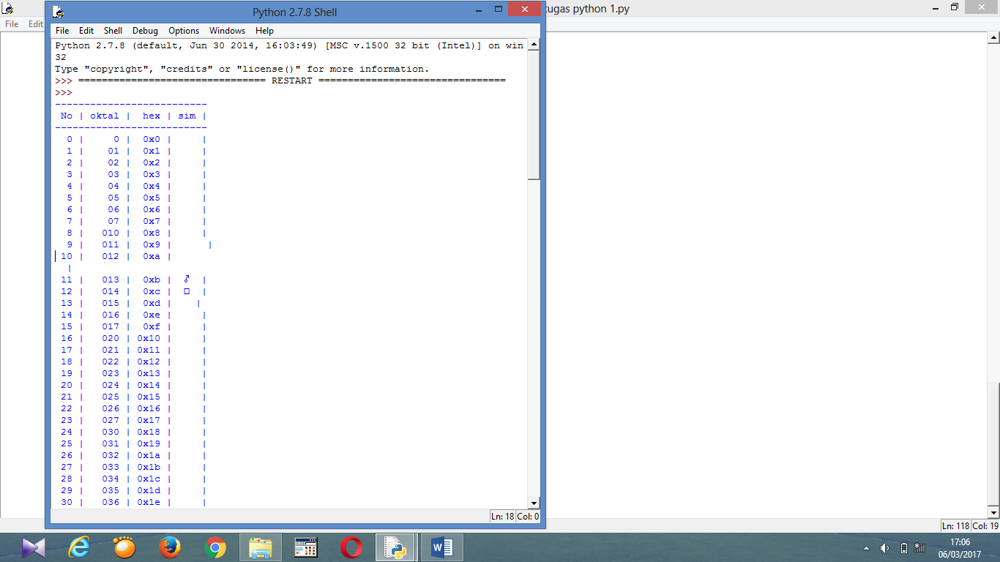 Python 2.7.8 Shell
tugas python 1.py
File Edit
File Edit Shell Debug Options Windows Help
Python 2.7.8 (default, Jun 30 2014, 16:03:49) [MSC v.1500 32 bit (Intel)] on win
32
Type "copyright", "credits" or "license()" for more information.
>>> ================================ RESTART ================================
>>>
--------------------------
 No | oktal |  hex | sim |
--------------------------
  0 |     0 |  0x0 |     |
  1 |    01 |  0x1 |     |
  2 |    02 |  0x2 |     |
  3 |    03 |  0x3 |     |
  4 |    04 |  0x4 |     |
  5 |    05 |  0x5 |     |
  6 |    06 |  0x6 |     |
  7 |    07 |  0x7 |     |
  8 |   010 |  0x8 |     |
  9 |   011 |  0x9 |      |
 10 |   012 |  0xa |
  |
 11 |   013 |  0xb |  ♂  |
 12 |   014 |  0xc |  □  |
 13 |   015 |  0xd |    |
 14 |   016 |  0xe |     |
 15 |   017 |  0xf |     |
 16 |   020 | 0x10 |     |
 17 |   021 | 0x11 |     |
 18 |   022 | 0x12 |     |
 19 |   023 | 0x13 |     |
 20 |   024 | 0x14 |     |
 21 |   025 | 0x15 |     |
 22 |   026 | 0x16 |     |
 23 |   027 | 0x17 |     |
 24 |   030 | 0x18 |     |
 25 |   031 | 0x19 |     |
 26 |   032 | 0x1a |     |
 27 |   033 | 0x1b |     |
 28 |   034 | 0x1c |     |
 29 |   035 | 0x1d |     |
 30 |   036 | 0x1e |     |
Ln: 18 Col: 0
Ln: 118 Col: 19
17:06
06/03/2017